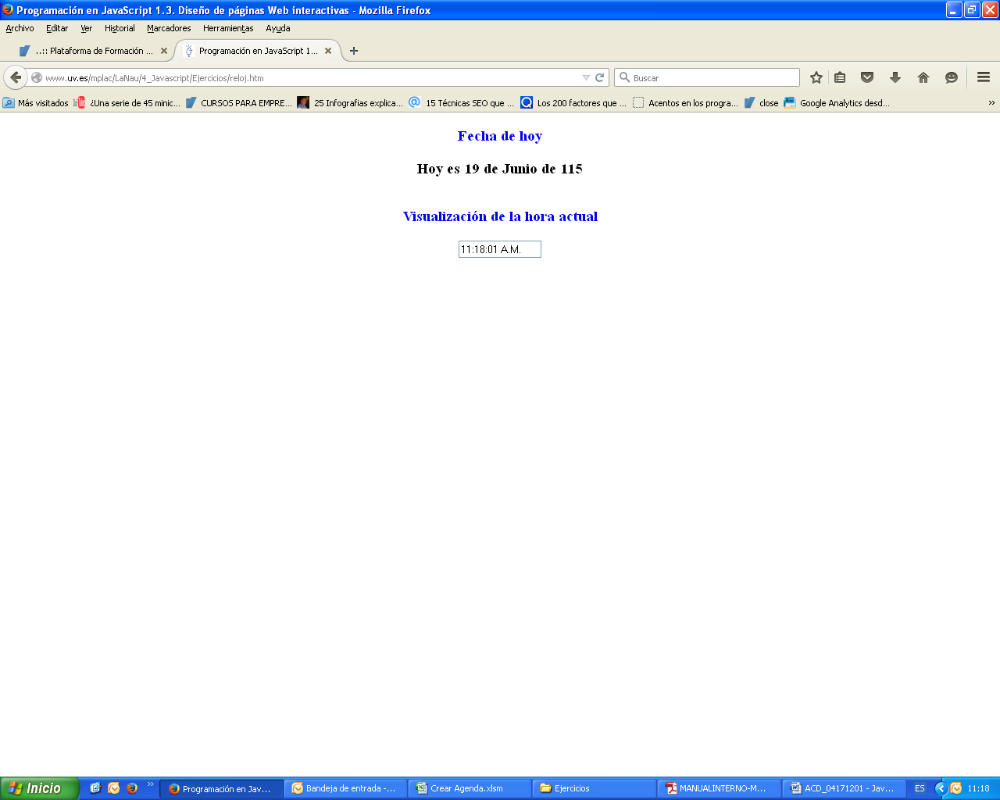 Programación en JavaScript 1.3. Diseño de páginas Web interactivas - Mozilla Firefox
Archivo Editar Ver Historial Marcadores Herramientas Ayuda
..:: Plataforma de Formación ... Programación en JavaScript 1...
www.uv.es/mplac/LaNau/4_Javascript/Ejercicios/reloj.htm Buscar
Más visitados ¿Una serie de 45 minic... CURSOS PARA EMPRE... 25 Infografias explica... 15 Técnicas SEO que ... Los 200 factores que ... Acentos en los progra... close Google Analytics desd...
Fecha de hoy
Hoy es 19 de Junio de 115
Visualización de la hora actual
11:18:01 A.M.
Inicio Programación en Jav... Bandeja de entrada -... Crear Agenda.xlsm Ejercicios MANUALINTERNO-M... ACD_04171201 - Jav... ES 11:18